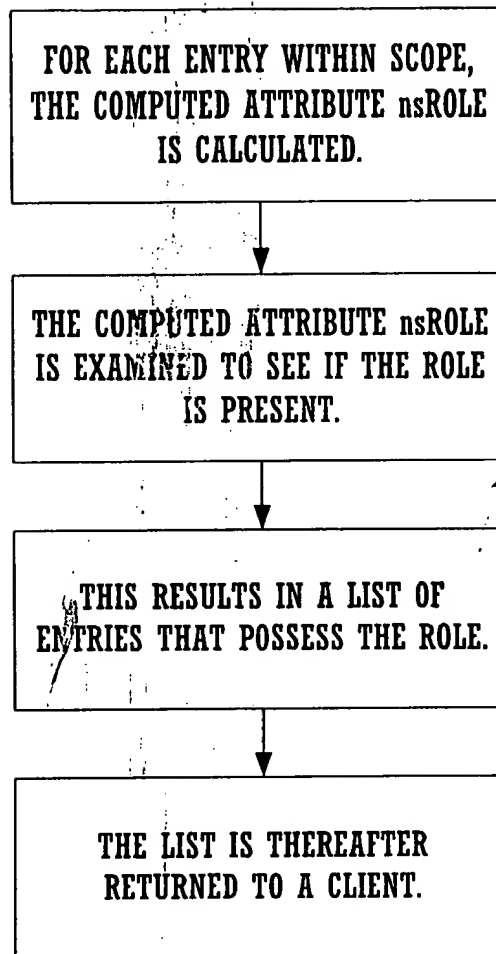 FOR EACH ENTRY WITHIN SCOPE,
THE COMPUTED ATTRIBUTE nsROLE
IS CALCULATED.
THE COMPUTED ATTRIBUTE nsROLE
IS EXAMINED TO SEE IF THE ROLE
IS PRESENT.
THIS RESULTS IN A LIST OF
ENTRIES THAT POSSESS THE ROLE.
THE LIST IS THEREAFTER
RETURNED TO A CLIENT.